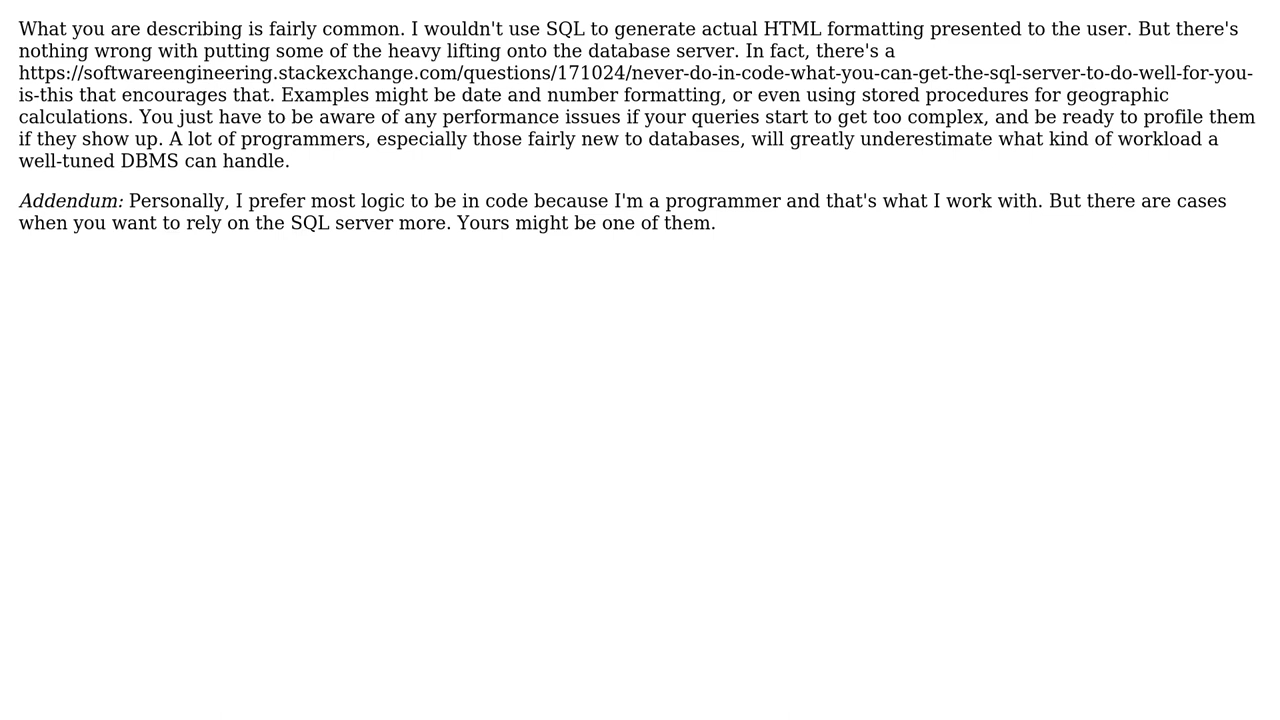 What you are describing is fairly common. I wouldn't use SQL to generate actual HTML formatting presented to the user. But there's
nothing wrong with putting some of the heavy lifting onto the database server. In fact, there's a
https://softwareengineering.stackexchange.com/questions/171024/never-do-in-code-what-you-can-get-the-sql-server-to-do-well-for-you-
is-this that encourages that. Examples might be date and number formatting, or even using stored procedures for geographic
calculations. You just have to be aware of any performance issues if your queries start to get too complex, and be ready to profile them
if they show up. A lot of programmers, especially those fairly new to databases, will greatly underestimate what kind of workload a
well-tuned DBMS can handle.
Addendum: Personally, I prefer most logic to be in code because I'm a programmer and that's what I work with. But there are cases
when you want to rely on the SQL server more. Yours might be one of them.